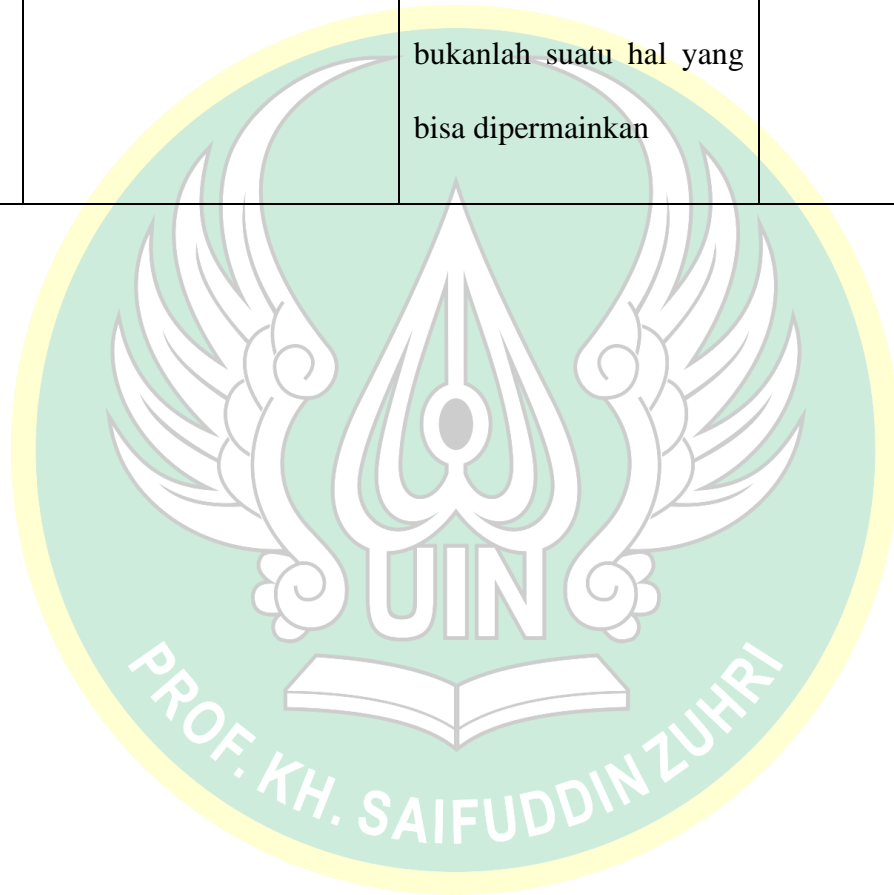 bukanlah suatu hal yang
bisa dipermainkan
UIN
PROF. KH. SAIFUDDIN ZUHRI